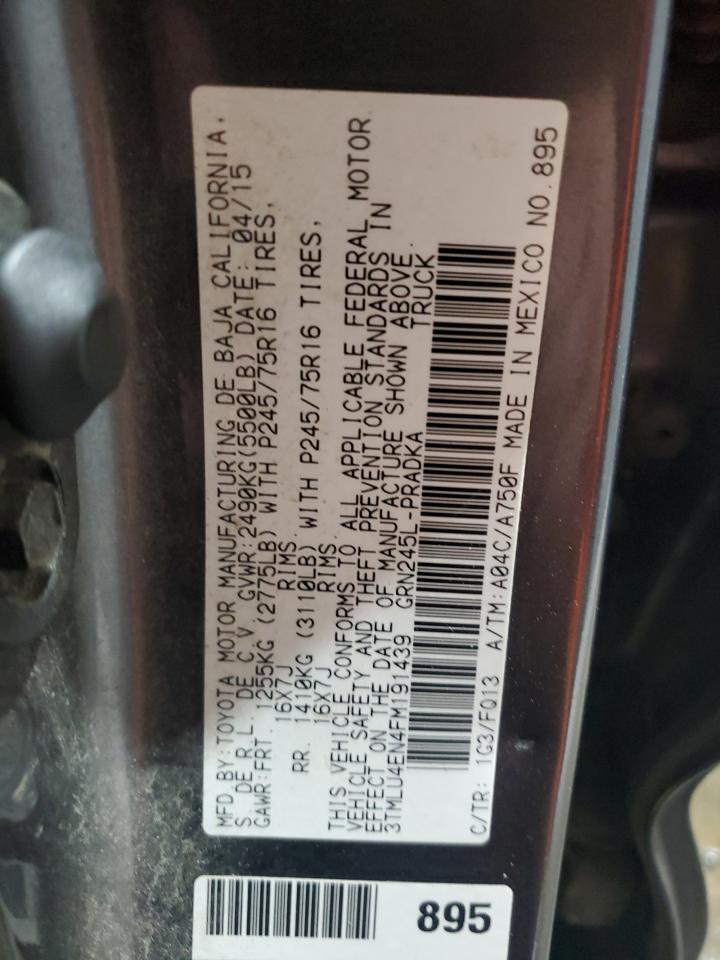 MFD.BY:TOYOTA MOTOR MANUFACTURING DE BAJA CALIFORNIA,
S. DE R.L. DE C.V. GVWR:2490KG(5500LB) DATE: 04/15
GAWR:FRT. 1255KG (2775LB) WITH P245/75R16 TIRES,
16X7J RIMS.
RR. 1410KG (3110LB) WITH P245/75R16 TIRES,
16X7J RIMS.
THIS VEHICLE CONFORMS TO ALL APPLICABLE FEDERAL MOTOR
VEHICLE SAFETY AND THEFT PREVENTION STANDARDS IN
EFFECT ON THE DATE OF MANUFACTURE SHOWN ABOVE.
3TMLU4EN4FM191439 GRN245L-PRADKA TRUCK
C/TR: 1G3/FQ13 A/TM:A04C/A750F MADE IN MEXICO NO.895
895